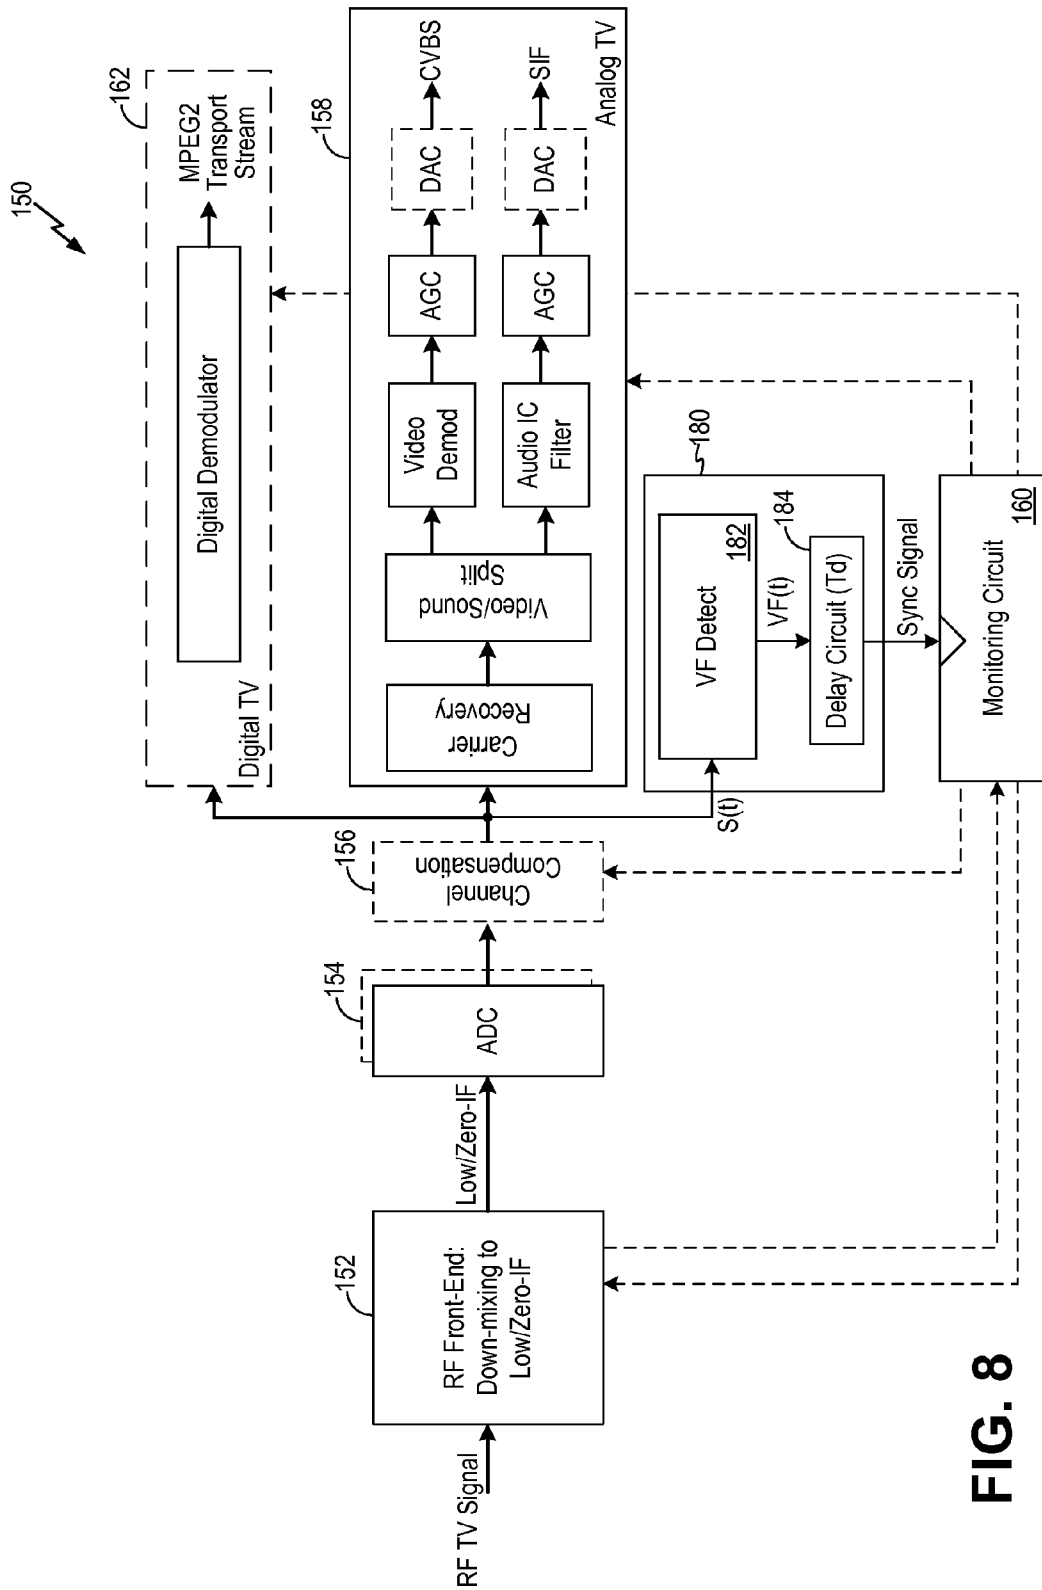 150
162
MPEG2
Transport
Stream
Digital Demodulator
Digital TV
158
CVBS
SIF
DAC
DAC
AGC
AGC
Video
Demod
Audio IC
Filter
Video/Sound
Split
Carrier
Recovery
Analog TV
RF TV Signal
152
RF Front-End:
Down-mixing to
Low/Zero-IF
Low/Zero-IF
154
ADC
156
Channel
Compensation
S(t)
180
VF Detect
182
VF(t)
184
Delay Circuit (Td)
Sync Signal
Monitoring Circuit
160
FIG. 8